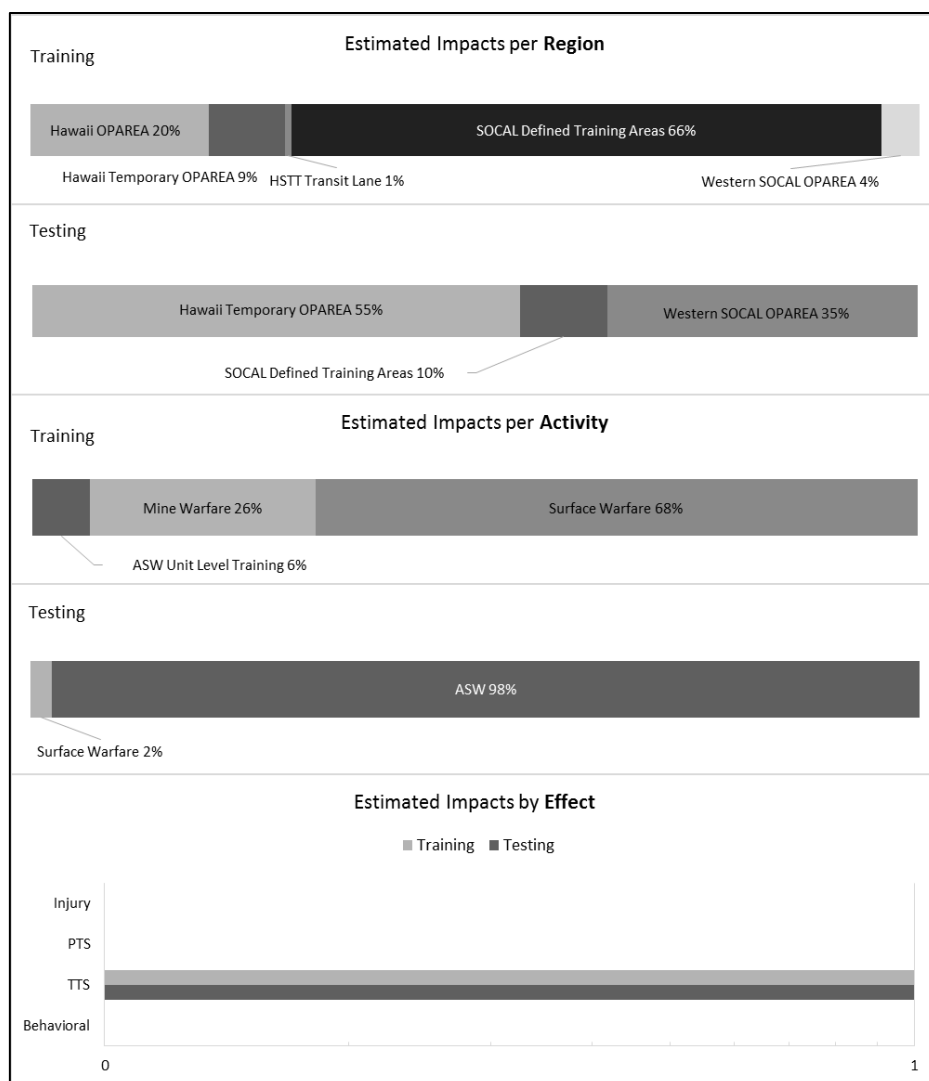 Estimated Impacts per Region
Training
Hawaii OPAREA 20%
SOCAL Defined Training Areas 66%
Hawaii Temporary OPAREA 9%
HSTT Transit Lane 1%
Western SOCAL OPAREA 4%
Testing
Hawaii Temporary OPAREA 55%
Western SOCAL OPAREA 35%
SOCAL Defined Training Areas 10%
Estimated Impacts per Activity
Training
Mine Warfare 26%
Surface Warfare 68%
ASW Unit Level Training 6%
Testing
ASW 98%
Surface Warfare 2%
Estimated Impacts by Effect
Training
Testing
Injury
PTS
TTS
Behavioral
0
1